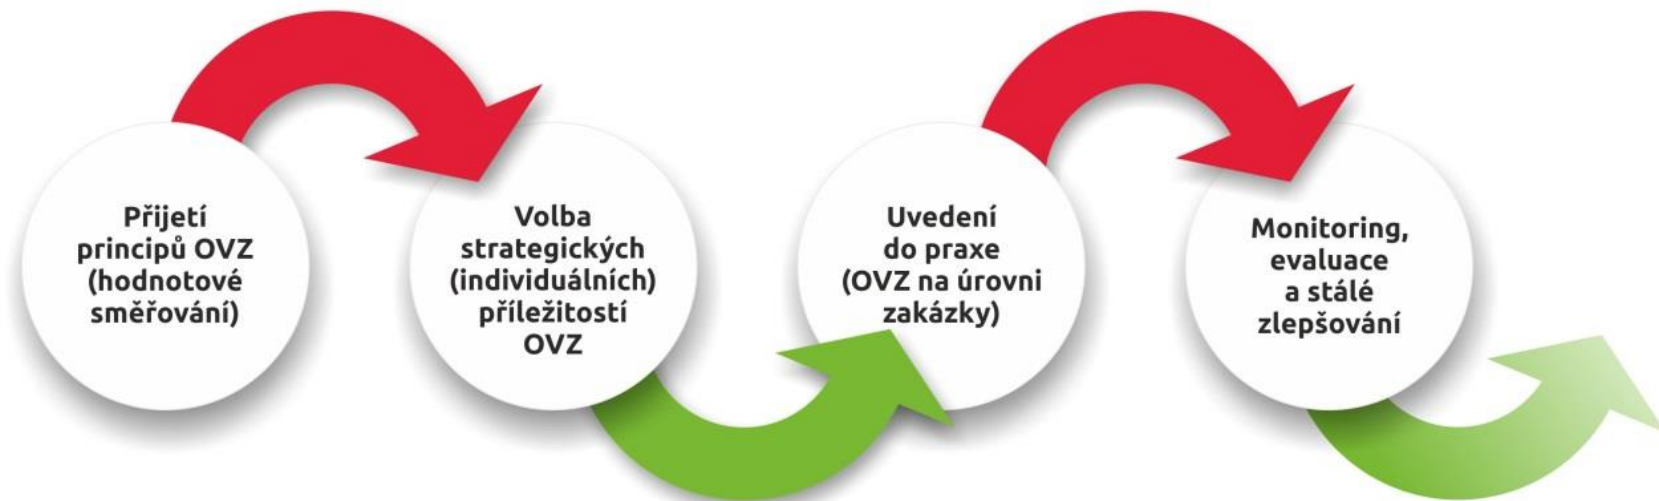 Přijetí
principů OVZ
(hodnotové
směřování)
Volba
strategických
(individuálních)
příležitostí
OVZ
Uvedení
do praxe
(OVZ na úrovni
zakázky)
Monitoring,
evaluace
a stálé
zlepšování